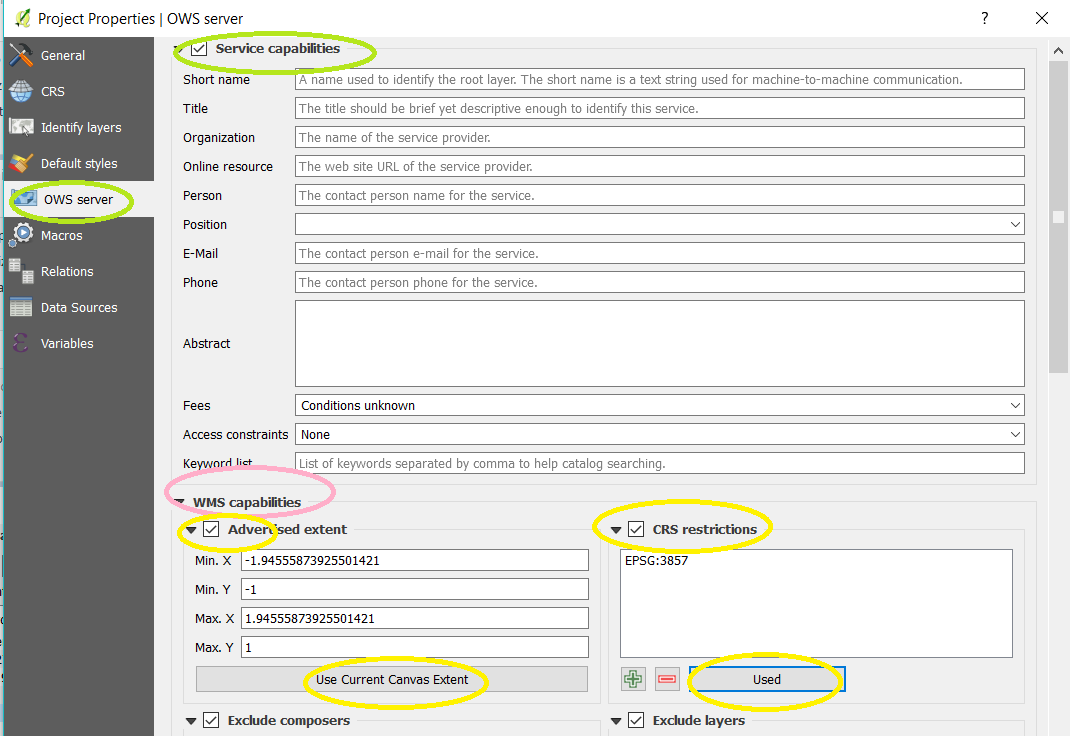 Project Properties | OWS server
?
General
CRS
Identify layers
Default styles
OWS server
Macros
Relations
Data Sources
Variables
Service capabilities
Short name A name used to identify the root layer. The short name is a text string used for machine-to-machine communication.
Title The title should be brief yet descriptive enough to identify this service.
Organization The name of the service provider.
Online resource The web site URL of the service provider.
Person The contact person name for the service.
Position
E-Mail The contact person e-mail for the service.
Phone The contact person phone for the service.
Abstract
Fees Conditions unknown
Access constraints None
Keyword list List of keywords separated by comma to help catalog searching.
WMS capabilities
Advertised extent
Min. X -1.94555873925501421
Min. Y -1
Max. X 1.94555873925501421
Max. Y 1
Use Current Canvas Extent
CRS restrictions
EPSG:3857
Used
Exclude composers
Exclude layers